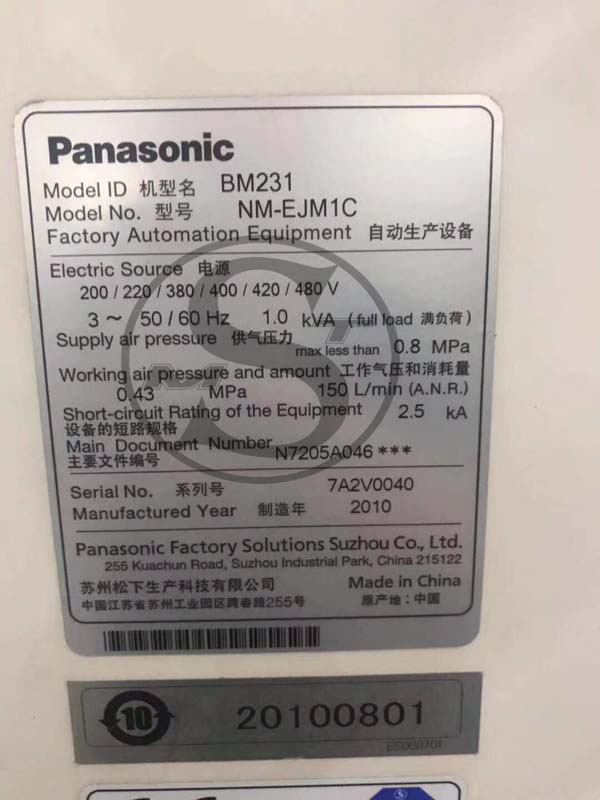 Panasonic
Model ID 机型名 BM231
Model No. 型号 NM-EJM1C
Factory Automation Equipment 自动生产设备
Electric Source 电源
200 / 220 / 380 / 400 / 420 / 480 V
3 ~ 50 / 60 Hz 1.0 kVA ( full load 满负荷 )
Supply air pressure 供气压力 max less than 0.8 MPa
Working air pressure and amount 工作气压和消耗量
0.43 MPa 150 L/min (A.N.R.)
Short-circuit Rating of the Equipment 2.5 kA
设备的短路规格
Main Document Number N7205A046 ***
主要文件编号
Serial No. 系列号 7A2V0040
Manufactured Year 制造年 2010
Panasonic Factory Solutions Suzhou Co., Ltd.
255 Kuachun Road, Suzhou Industrial Park, China 215122
苏州松下生产科技有限公司 Made in China
中国江苏省苏州工业园区跨春路255号 原产地：中国
10 20100801